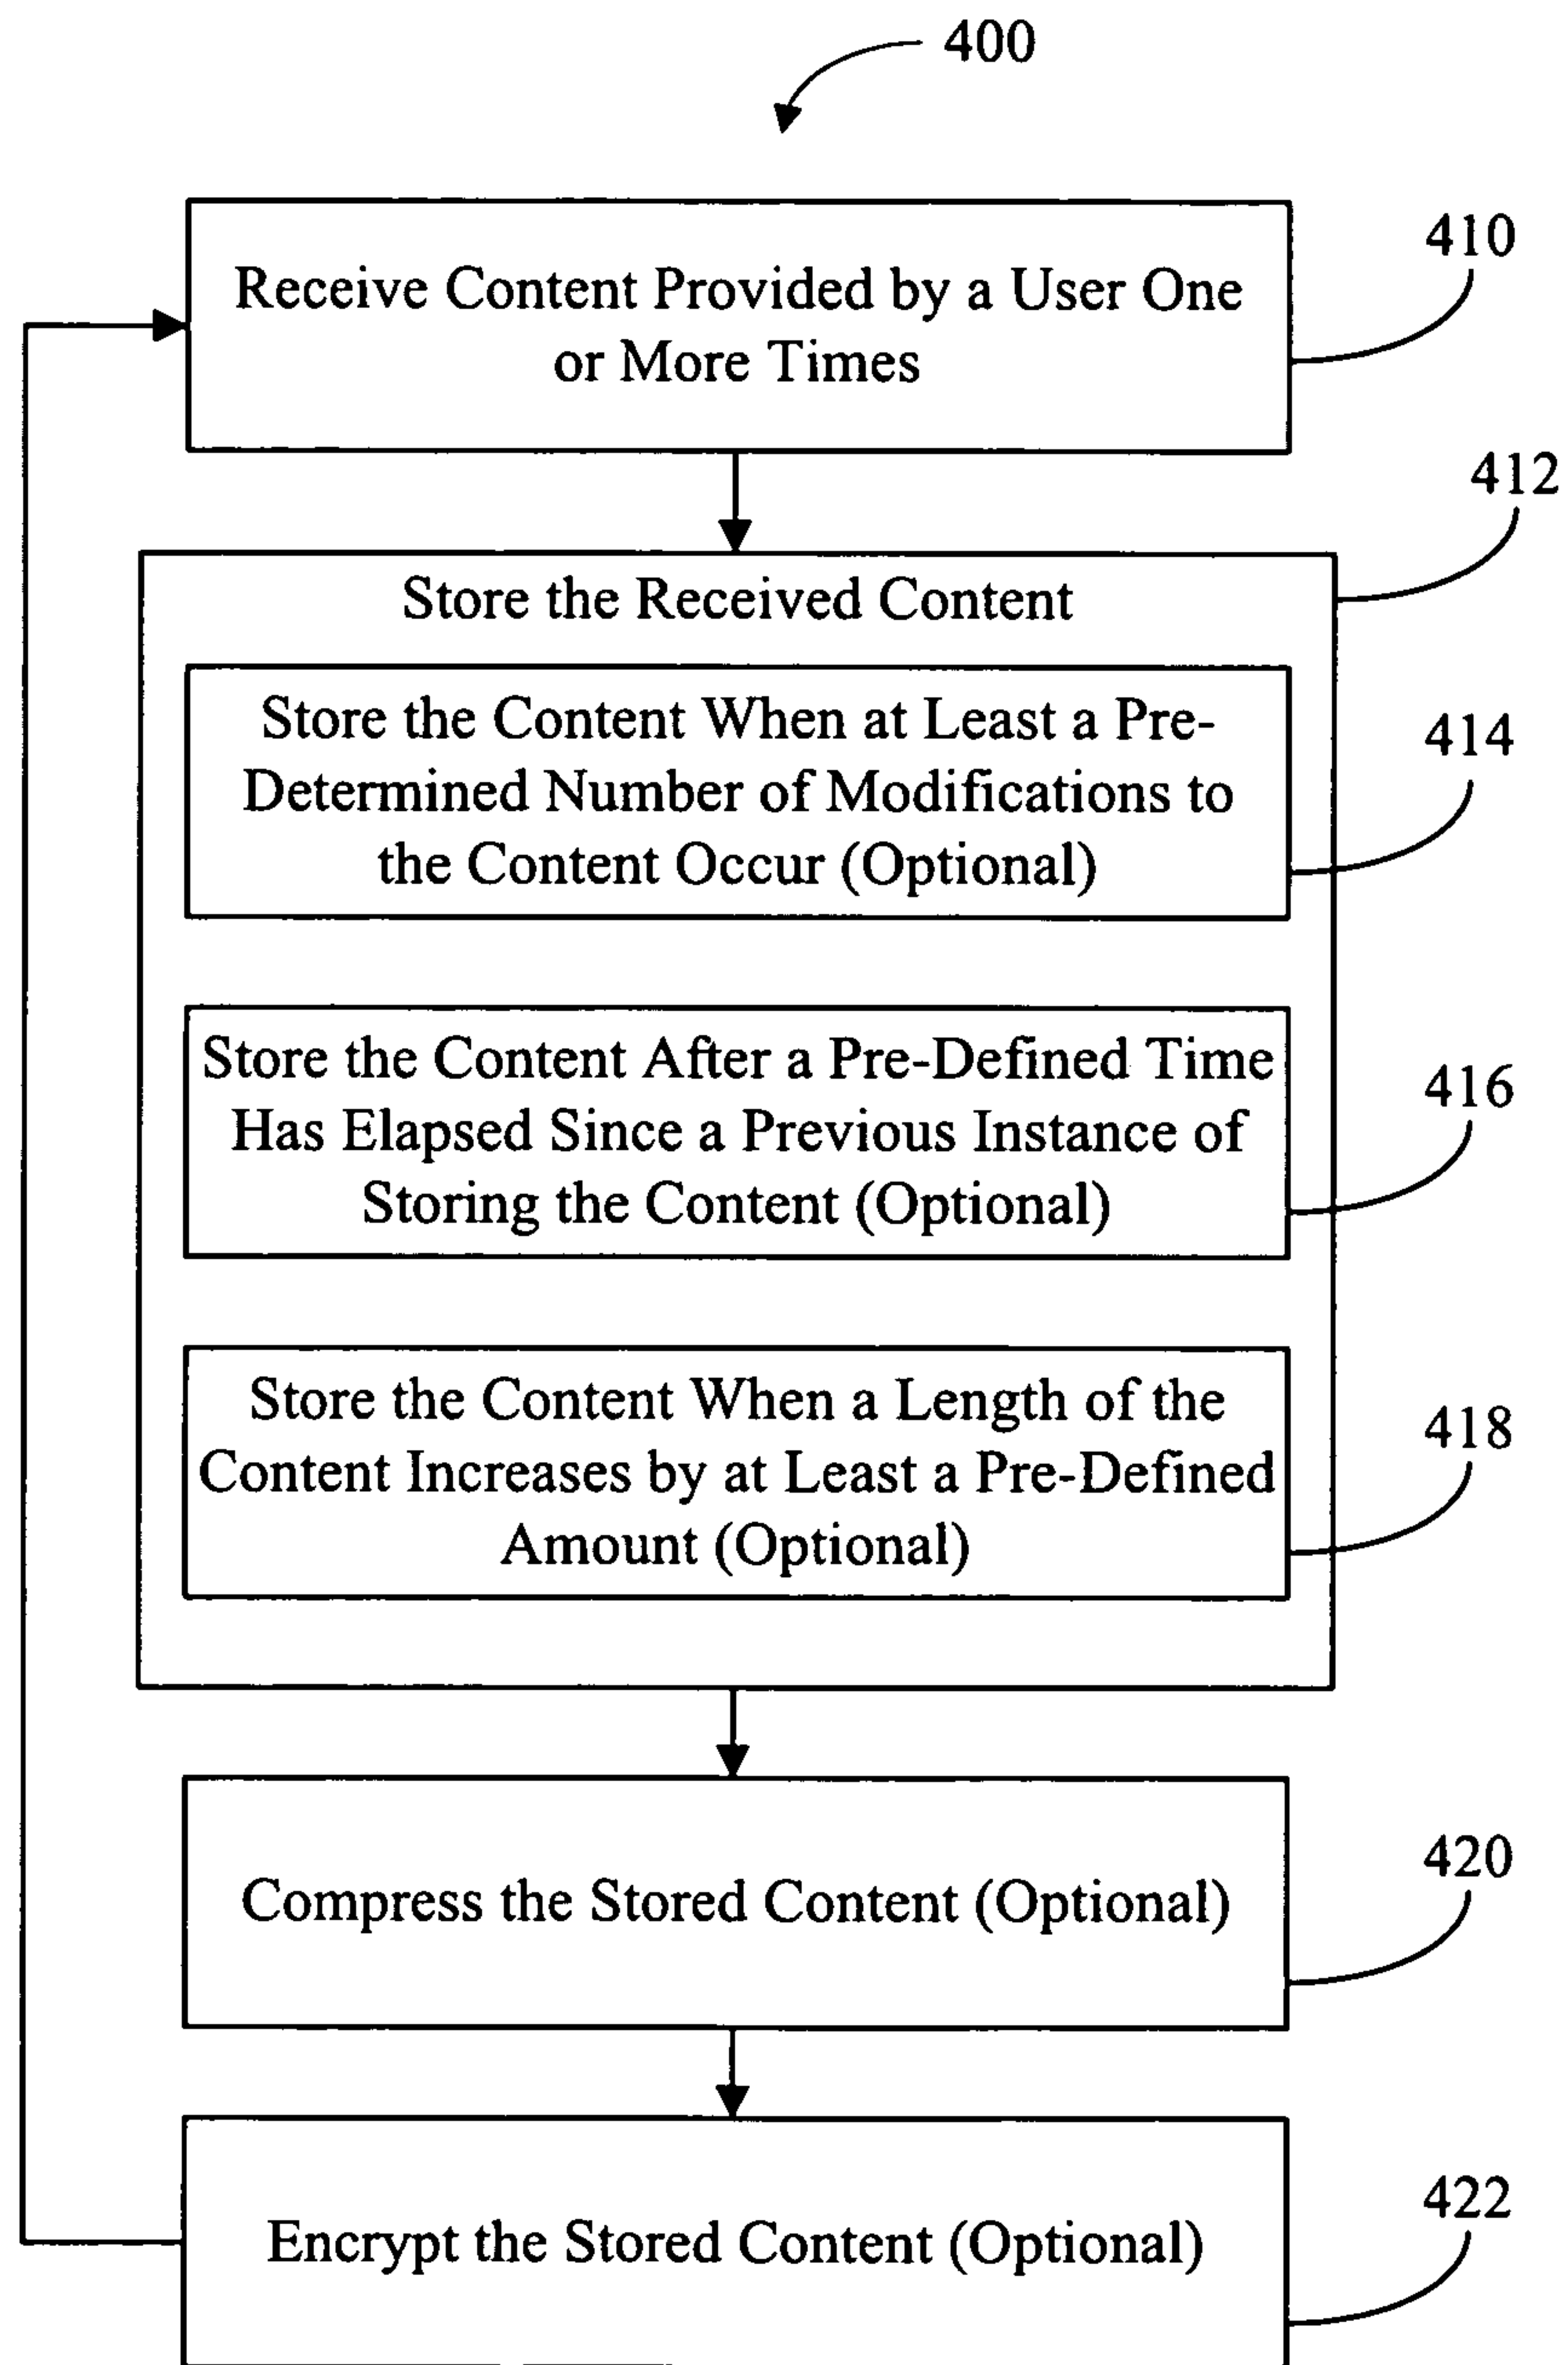 400
410
Receive Content Provided by a User One
or More Times
412
Store the Received Content
Store the Content When at Least a Pre-
Determined Number of Modifications to
the Content Occur (Optional)
414
Store the Content After a Pre-Defined Time
Has Elapsed Since a Previous Instance of
Storing the Content (Optional)
416
Store the Content When a Length of the
Content Increases by at Least a Pre-Defined
Amount (Optional)
418
Compress the Stored Content (Optional)
420
Encrypt the Stored Content (Optional)
422